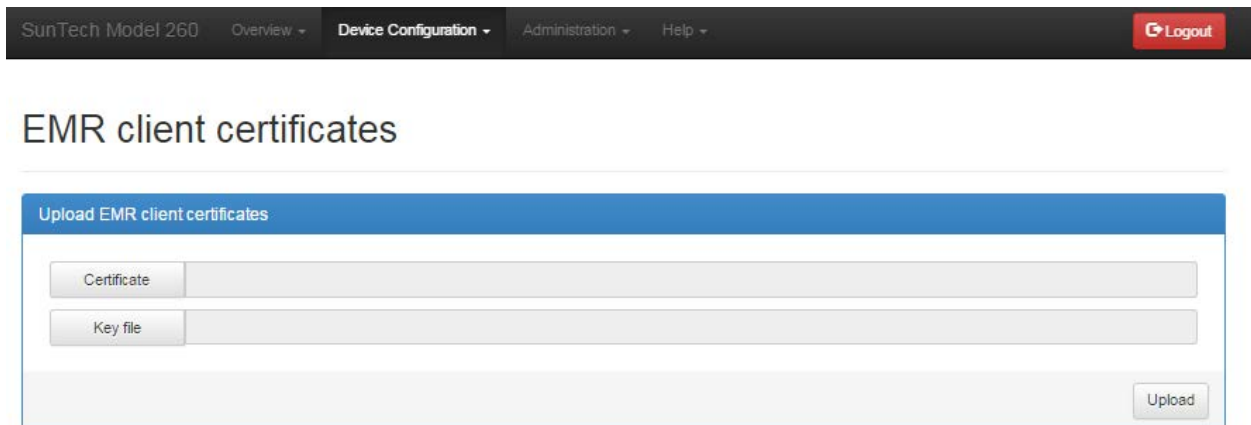 SunTech Model 260 Overview Device Configuration Administration Help Logout
EMR client certificates
Upload EMR client certificates
Certificate
Key file
Upload